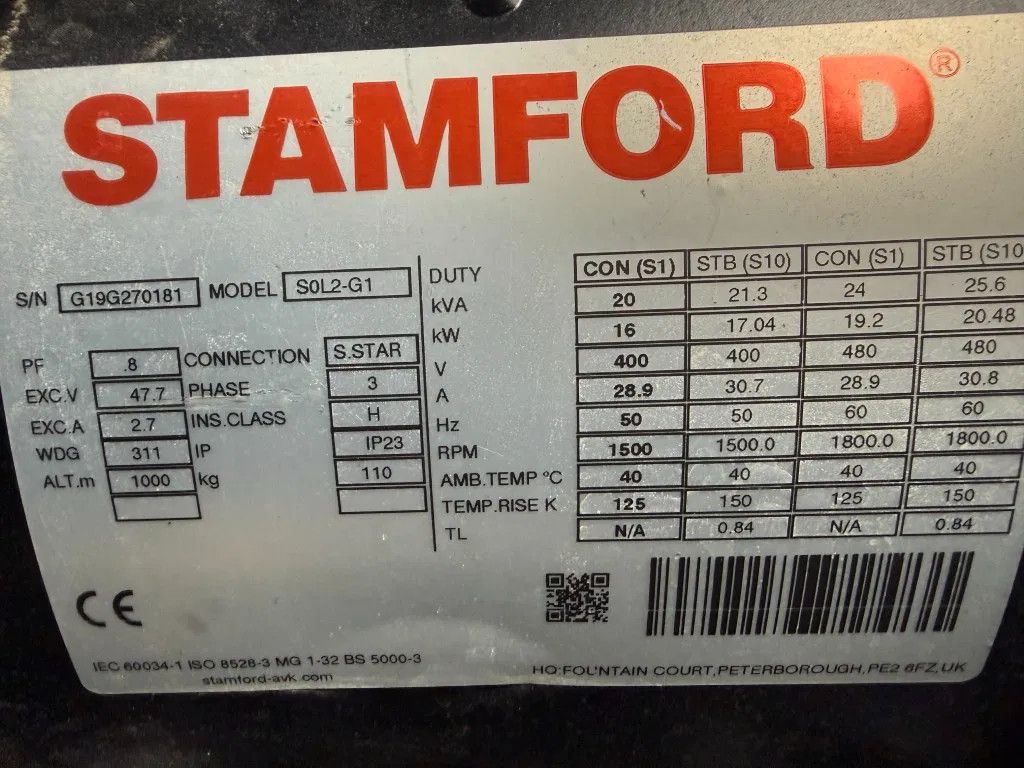 STAMFORD®
S/N G19G270181 MODEL S0L2-G1
PF .8 CONNECTION S.STAR
EXC.V 47.7 PHASE 3
EXC.A 2.7 INS.CLASS H
WDG 311 IP IP23
ALT.m 1000 kg 110
DUTY CON (S1) STB (S10) CON (S1) STB (S10
kVA 20 21.3 24 25.6
kW 16 17.04 19.2 20.48
V 400 400 480 480
A 28.9 30.7 28.9 30.8
Hz 50 50 60 60
RPM 1500 1500.0 1800.0 1800.0
AMB.TEMP °C 40 40 40 40
TEMP.RISE K 125 150 125 150
TL N/A 0.84 N/A 0.84
CE
IEC 60034-1 ISO 8528-3 MG 1-32 BS 5000-3
stamford-avk.com
HQ:FOUNTAIN COURT,PETERBOROUGH,PE2 6FZ,UK